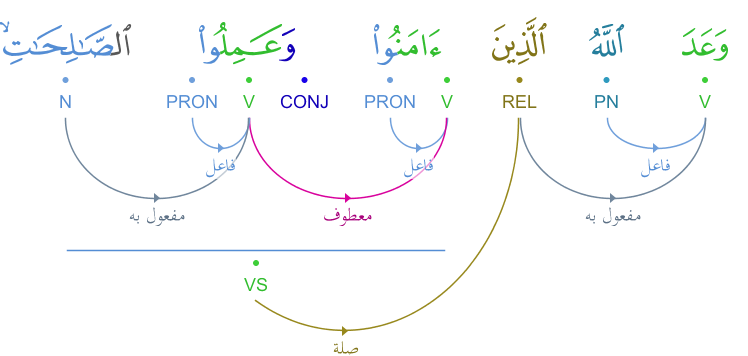 وَعَدَ ٱللَّهُ ٱلَّذِينَ ءَامَنُوا۟ وَعَمِلُوا۟ ٱلصَّـٰلِحَـٰتِ ۙ
V PN REL V PRON CONJ V PRON N
فاعل فاعل فاعل
مفعول به معطوف مفعول به
VS
صلة